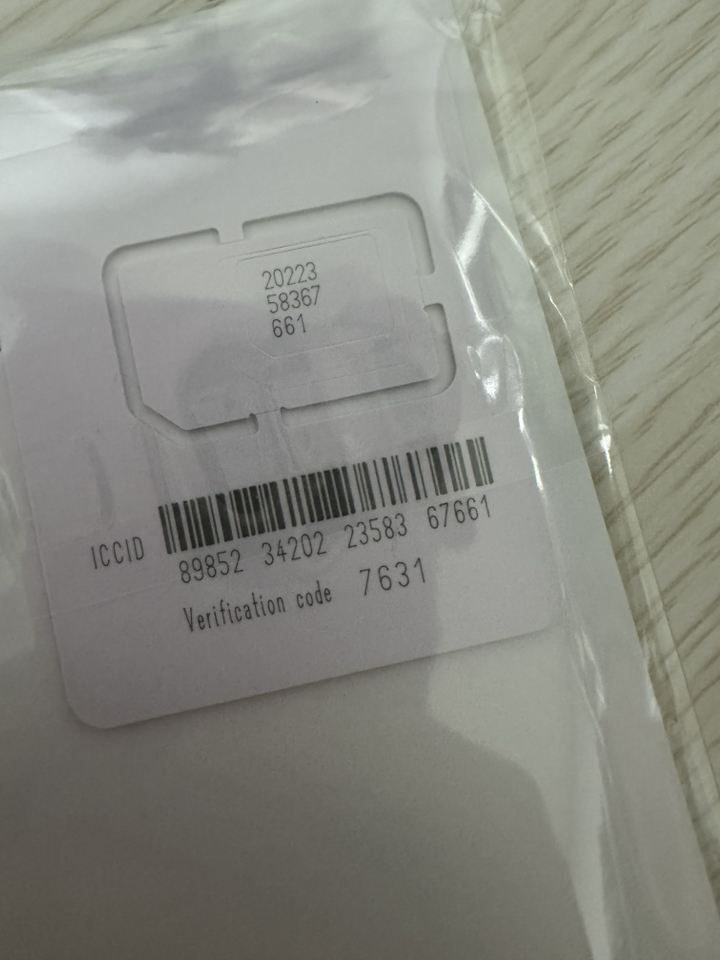 20223
58367
661
ICCID 89852 34202 23583 67661
Verification code 7631